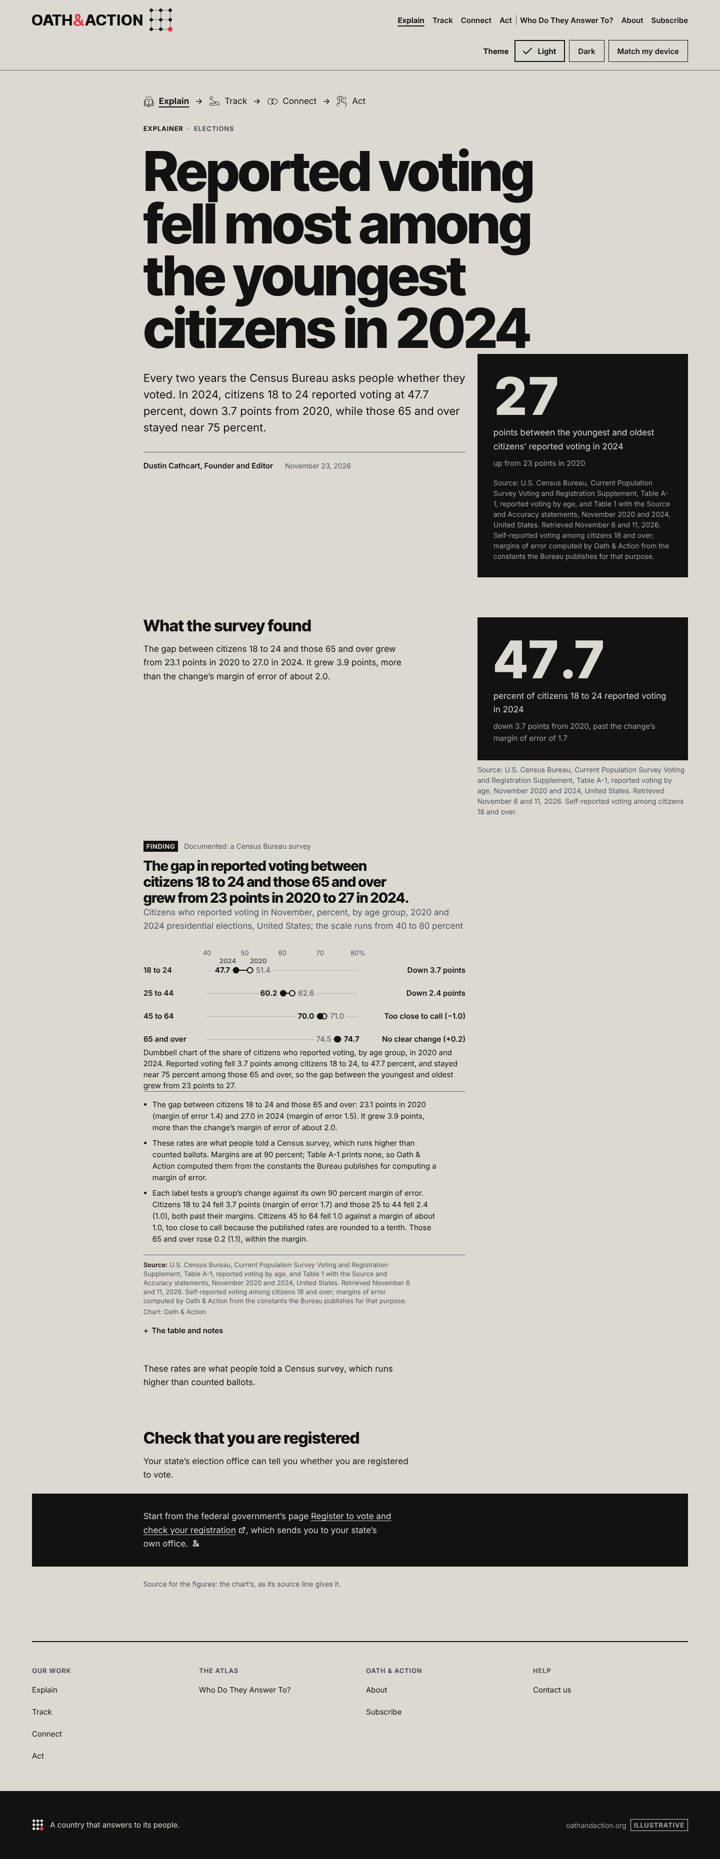 OATH&ACTION
Explain Track Connect Act Who Do They Answer To? About Subscribe
Theme Light Dark Match my device
Explain → Track → Connect → Act
EXPLAINER · ELECTIONS
Reported voting
fell most among
the youngest
citizens in 2024
Every two years the Census Bureau asks people whether they
voted. In 2024, citizens 18 to 24 reported voting at 47.7
percent, down 3.7 points from 2020, while those 65 and over
stayed near 75 percent.
Dustin Cathcart, Founder and Editor November 23, 2026
27
points between the youngest and oldest
citizens’ reported voting in 2024
up from 23 points in 2020
Source: U.S. Census Bureau, Current Population
Survey Voting and Registration Supplement, Table A-
1, reported voting by age, and Table 1 with the Source
and Accuracy statements, November 2020 and 2024,
United States. Retrieved November 6 and 11, 2026.
Self-reported voting among citizens 18 and over;
margins of error computed by Oath & Action from the
constants the Bureau publishes for that purpose.
What the survey found
The gap between citizens 18 to 24 and those 65 and over grew
from 23.1 points in 2020 to 27.0 in 2024. It grew 3.9 points, more
than the change’s margin of error of about 2.0.
47.7
percent of citizens 18 to 24 reported voting
in 2024
down 3.7 points from 2020, past the change’s
margin of error of 1.7
Source: U.S. Census Bureau, Current Population Survey Voting
and Registration Supplement, Table A-1, reported voting by
age, November 2020 and 2024, United States. Retrieved
November 6 and 11, 2026. Self-reported voting among citizens
18 and over.
FINDING Documented: a Census Bureau survey
The gap in reported voting between
citizens 18 to 24 and those 65 and over
grew from 23 points in 2020 to 27 in 2024.
Citizens who reported voting in November, percent, by age group, 2020 and
2024 presidential elections, United States; the scale runs from 40 to 80 percent
40 50 60 70 80%
2024 2020
18 to 24 47.7 51.4 Down 3.7 points
25 to 44 60.2 62.6 Down 2.4 points
45 to 64 70.0 71.0 Too close to call (−1.0)
65 and over 74.5 74.7 No clear change (+0.2)
Dumbbell chart of the share of citizens who reported voting, by age group, in 2020 and
2024. Reported voting fell 3.7 points among citizens 18 to 24, to 47.7 percent, and stayed
near 75 percent among those 65 and over, so the gap between the youngest and oldest
grew from 23 points to 27.
• The gap between citizens 18 to 24 and those 65 and over: 23.1 points in 2020
(margin of error 1.4) and 27.0 in 2024 (margin of error 1.5). It grew 3.9 points,
more than the change’s margin of error of about 2.0.
• These rates are what people told a Census survey, which runs higher than
counted ballots. Margins are at 90 percent; Table A-1 prints none, so Oath &
Action computed them from the constants the Bureau publishes for computing a
margin of error.
• Each label tests a group’s change against its own 90 percent margin of error.
Citizens 18 to 24 fell 3.7 points (margin of error 1.7) and those 25 to 44 fell 2.4
(1.0), both past their margins. Citizens 45 to 64 fell 1.0 against a margin of about
1.0, too close to call because the published rates are rounded to a tenth. Those
65 and over rose 0.2 (1.1), within the margin.
Source: U.S. Census Bureau, Current Population Survey Voting and Registration
Supplement, Table A-1, reported voting by age, and Table 1 with the Source and
Accuracy statements, November 2020 and 2024, United States. Retrieved November 6
and 11, 2026. Self-reported voting among citizens 18 and over; margins of error
computed by Oath & Action from the constants the Bureau publishes for that purpose.
Chart: Oath & Action
+ The table and notes
These rates are what people told a Census survey, which runs
higher than counted ballots.
Check that you are registered
Your state’s election office can tell you whether you are registered
to vote.
Start from the federal government’s page Register to vote and
check your registration, which sends you to your state’s
own office. &
Source for the figures: the chart’s, as its source line gives it.
OUR WORK THE ATLAS OATH & ACTION HELP
Explain Who Do They Answer To? About Contact us
Track Subscribe
Connect
Act
A country that answers to its people. oathandaction.org ILLUSTRATIVE